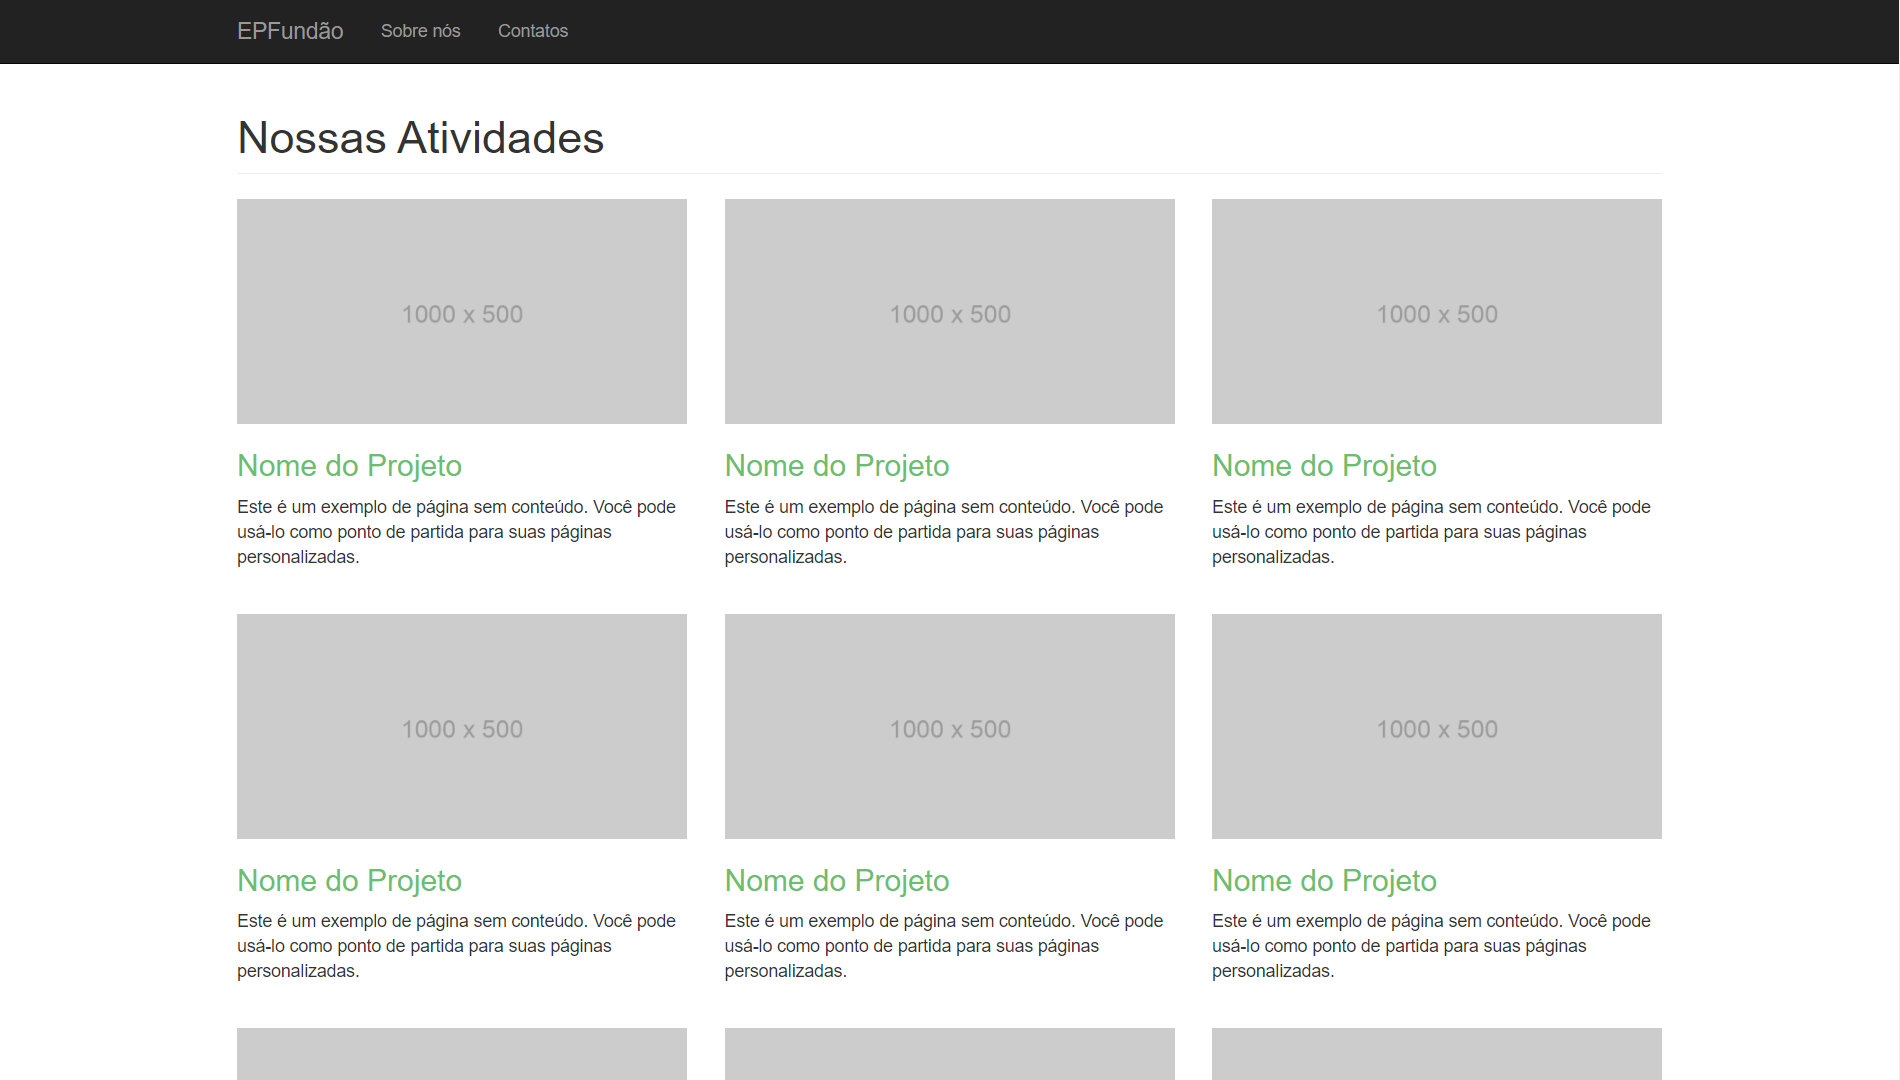 EPFundão Sobre nós Contatos
Nossas Atividades
1000 x 500
1000 x 500
1000 x 500
Nome do Projeto
Este é um exemplo de página sem conteúdo. Você pode
usá-lo como ponto de partida para suas páginas
personalizadas.
Nome do Projeto
Este é um exemplo de página sem conteúdo. Você pode
usá-lo como ponto de partida para suas páginas
personalizadas.
Nome do Projeto
Este é um exemplo de página sem conteúdo. Você pode
usá-lo como ponto de partida para suas páginas
personalizadas.
1000 x 500
1000 x 500
1000 x 500
Nome do Projeto
Este é um exemplo de página sem conteúdo. Você pode
usá-lo como ponto de partida para suas páginas
personalizadas.
Nome do Projeto
Este é um exemplo de página sem conteúdo. Você pode
usá-lo como ponto de partida para suas páginas
personalizadas.
Nome do Projeto
Este é um exemplo de página sem conteúdo. Você pode
usá-lo como ponto de partida para suas páginas
personalizadas.